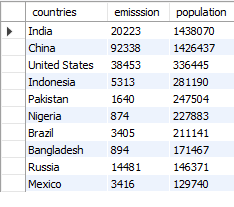 countries emisssion population
India 20223 1438070
China 92338 1426437
United States 38453 336445
Indonesia 5313 281190
Pakistan 1640 247504
Nigeria 874 227883
Brazil 3405 211141
Bangladesh 894 171467
Russia 14481 146371
Mexico 3416 129740